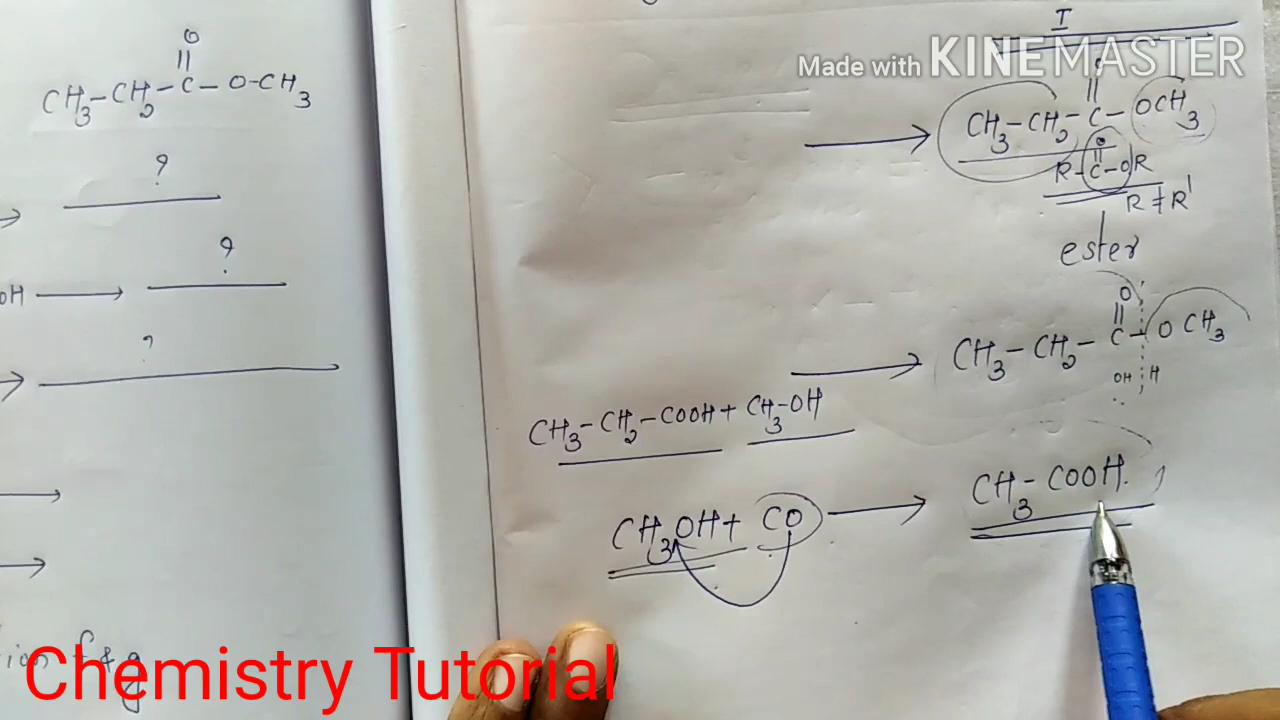 O
||
CH3-CH2-C-O-CH3
?
?
OH
?
Made with KINEMASTER
I
O
||
CH3-CH2-C-OCH3
O
||
R-C-OR
R≠R'
ester
O
||
CH3-CH2-C-OCH3
OH H
CH3-CH2-COOH+CH3-OH
CH3-COOH
CH3OH+CO
ion f & g
Chemistry Tutorial